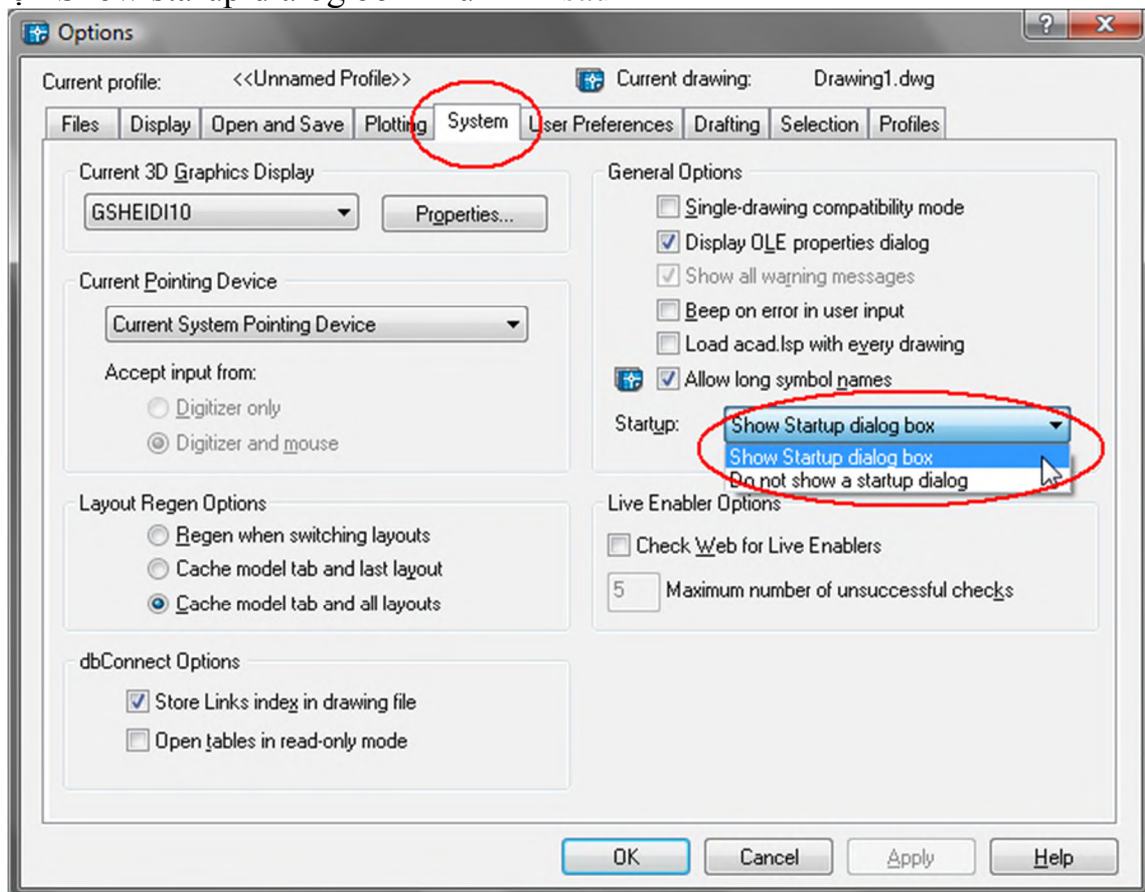 Show startup dialog box
Options
Current profile: <<Unnamed Profile>> Current drawing: Drawing1.dwg
Files Display Open and Save Plotting System User Preferences Drafting Selection Profiles
Current 3D Graphics Display
GSHEIDI10 Properties...
Current Pointing Device
Current System Pointing Device
Accept input from:
Digitizer only
Digitizer and mouse
Layout Regen Options
Regen when switching layouts
Cache model tab and last layout
Cache model tab and all layouts
dbConnect Options
Store Links index in drawing file
Open tables in read-only mode
General Options
Single-drawing compatibility mode
Display OLE properties dialog
Show all warning messages
Beep on error in user input
Load acad.lsp with every drawing
Allow long symbol names
Startup: Show Startup dialog box
Show Startup dialog box
Do not show a startup dialog
Live Enabler Options
Check Web for Live Enablers
5 Maximum number of unsuccessful checks
OK Cancel Apply Help